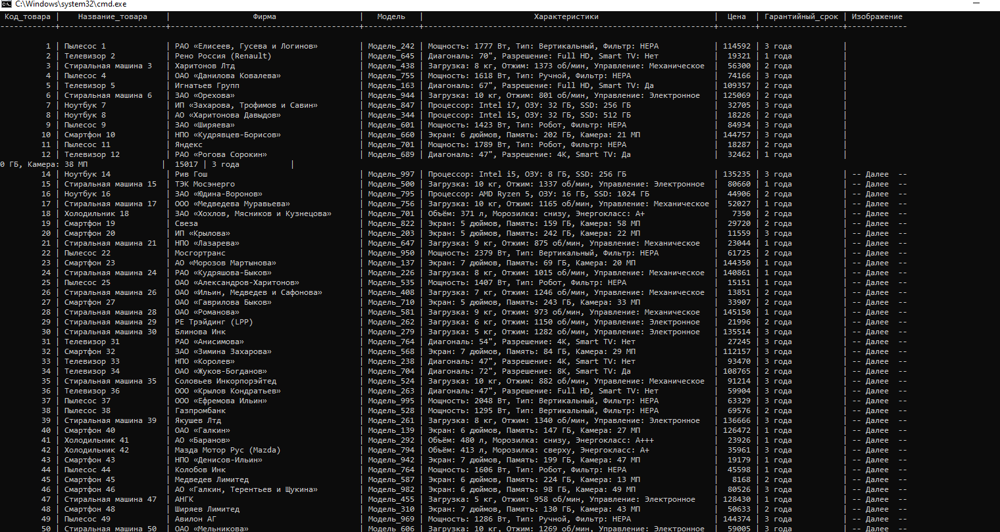 C:\Windows\system32\cmd.exe
Код_товара | Название_товара | Фирма | Модель | Характеристики | Цена | Гарантийный_срок | Изображение
1 | Пылесос 1 | РАО «Елисеев, Гусева и Логинов» | Модель_242 | Мощность: 1777 Вт, Тип: Вертикальный, Фильтр: HEPA | 114592 | 3 года |
2 | Телевизор 2 | Рено Россия (Renault) | Модель_645 | Диагональ: 70", Разрешение: Full HD, Smart TV: Нет | 19321 | 1 года |
3 | Стиральная машина 3 | Харитонов Лтд | Модель_438 | Загрузка: 8 кг, Отжим: 1373 об/мин, Управление: Механическое | 56300 | 2 года |
4 | Пылесос 4 | ОАО «Данилова Ковалева» | Модель_755 | Мощность: 1618 Вт, Тип: Ручной, Фильтр: HEPA | 74166 | 3 года |
5 | Телевизор 5 | Игнатьев Групп | Модель_163 | Диагональ: 67", Разрешение: Full HD, Smart TV: Да | 109357 | 2 года |
6 | Стиральная машина 6 | ЗАО «Орехова» | Модель_944 | Загрузка: 10 кг, Отжим: 801 об/мин, Управление: Электронное | 125069 | 2 года |
7 | Ноутбук 7 | ИП «Захарова, Трофимов и Савин» | Модель_847 | Процессор: Intel i7, ОЗУ: 32 ГБ, SSD: 256 ГБ | 32705 | 3 года |
8 | Ноутбук 8 | АО «Харитонова Давыдов» | Модель_344 | Процессор: Intel i5, ОЗУ: 32 ГБ, SSD: 512 ГБ | 18226 | 2 года |
9 | Пылесос 9 | ЗАО «Ширяева» | Модель_601 | Мощность: 1423 Вт, Тип: Робот, Фильтр: HEPA | 84934 | 3 года |
10 | Смартфон 10 | НПО «Кудрявцев-Борисов» | Модель_660 | Экран: 6 дюймов, Память: 202 ГБ, Камера: 21 МП | 144757 | 3 года |
11 | Пылесос 11 | Яндекс | Модель_701 | Мощность: 1789 Вт, Тип: Робот, Фильтр: HEPA | 18287 | 2 года |
12 | Телевизор 12 | РАО «Рогова Сорокин» | Модель_689 | Диагональ: 47", Разрешение: 4K, Smart TV: Да | 32462 | 1 года |
0 ГБ, Камера: 38 МП | 15017 | 3 года |
14 | Ноутбук 14 | Рив Гош | Модель_997 | Процессор: Intel i5, ОЗУ: 8 ГБ, SSD: 256 ГБ | 135235 | 3 года | -- Далее --
15 | Стиральная машина 15 | ТЭК Мосэнерго | Модель_500 | Загрузка: 10 кг, Отжим: 1337 об/мин, Управление: Электронное | 80660 | 1 года | -- Далее --
16 | Ноутбук 16 | ЗАО «Юдина-Воронов» | Модель_795 | Процессор: AMD Ryzen 5, ОЗУ: 16 ГБ, SSD: 1024 ГБ | 44906 | 2 года | -- Далее --
17 | Стиральная машина 17 | ООО «Медведева Муравьева» | Модель_756 | Загрузка: 10 кг, Отжим: 1165 об/мин, Управление: Механическое | 52027 | 1 года | -- Далее --
18 | Холодильник 18 | ЗАО «Хохлов, Мясников и Кузнецова» | Модель_701 | Объём: 371 л, Морозилка: снизу, Энергокласс: A+ | 7350 | 2 года | -- Далее --
19 | Смартфон 19 | Свеза | Модель_822 | Экран: 5 дюймов, Память: 159 ГБ, Камера: 58 МП | 29720 | 2 года | -- Далее --
20 | Смартфон 20 | ИП «Крылова» | Модель_203 | Экран: 5 дюймов, Память: 242 ГБ, Камера: 22 МП | 11559 | 3 года | -- Далее --
21 | Стиральная машина 21 | НПО «Лазарева» | Модель_647 | Загрузка: 9 кг, Отжим: 875 об/мин, Управление: Механическое | 23044 | 1 года | -- Далее --
22 | Пылесос 22 | Мосгортранс | Модель_950 | Мощность: 2379 Вт, Тип: Вертикальный, Фильтр: HEPA | 61725 | 2 года | -- Далее --
23 | Смартфон 23 | АО «Морозов Мартынова» | Модель_137 | Экран: 7 дюймов, Память: 69 ГБ, Камера: 20 МП | 144350 | 1 года | -- Далее --
24 | Стиральная машина 24 | РАО «Кудряшова-Быков» | Модель_226 | Загрузка: 8 кг, Отжим: 1015 об/мин, Управление: Механическое | 140861 | 1 года | -- Далее --
25 | Пылесос 25 | ОАО «Александров-Харитонов» | Модель_535 | Мощность: 1407 Вт, Тип: Робот, Фильтр: HEPA | 15151 | 1 года | -- Далее --
26 | Стиральная машина 26 | ОАО «Ильин, Медведев и Сафонова» | Модель_408 | Загрузка: 7 кг, Отжим: 1246 об/мин, Управление: Механическое | 13851 | 2 года | -- Далее --
27 | Смартфон 27 | ОАО «Гаврилова Быков» | Модель_710 | Экран: 5 дюймов, Память: 243 ГБ, Камера: 33 МП | 33907 | 2 года | -- Далее --
28 | Стиральная машина 28 | ОАО «Романова» | Модель_581 | Загрузка: 9 кг, Отжим: 973 об/мин, Управление: Механическое | 145150 | 1 года | -- Далее --
29 | Стиральная машина 29 | РЕ Трэйдинг (LPP) | Модель_262 | Загрузка: 6 кг, Отжим: 1150 об/мин, Управление: Электронное | 21996 | 2 года | -- Далее --
30 | Стиральная машина 30 | Блинова Инк | Модель_279 | Загрузка: 5 кг, Отжим: 1282 об/мин, Управление: Электронное | 135514 | 3 года | -- Далее --
31 | Телевизор 31 | РАО «Анисимова» | Модель_764 | Диагональ: 54", Разрешение: 4K, Smart TV: Нет | 27245 | 3 года | -- Далее --
32 | Смартфон 32 | ЗАО «Зимина Захарова» | Модель_568 | Экран: 7 дюймов, Память: 84 ГБ, Камера: 29 МП | 112157 | 3 года | -- Далее --
33 | Телевизор 33 | НПО «Королев» | Модель_238 | Диагональ: 47", Разрешение: 4K, Smart TV: Нет | 93470 | 3 года | -- Далее --
34 | Телевизор 34 | ОАО «Жуков-Богданов» | Модель_704 | Диагональ: 72", Разрешение: 8K, Smart TV: Да | 108765 | 2 года | -- Далее --
35 | Стиральная машина 35 | Соловьев Инкорпорэйтед | Модель_524 | Загрузка: 10 кг, Отжим: 882 об/мин, Управление: Механическое | 91214 | 3 года | -- Далее --
36 | Телевизор 36 | ООО «Крылов Кондратьев» | Модель_263 | Диагональ: 47", Разрешение: Full HD, Smart TV: Нет | 59904 | 3 года | -- Далее --
37 | Пылесос 37 | ООО «Ефремова Ильин» | Модель_995 | Мощность: 2048 Вт, Тип: Вертикальный, Фильтр: HEPA | 63329 | 3 года | -- Далее --
38 | Пылесос 38 | Газпромбанк | Модель_528 | Мощность: 1295 Вт, Тип: Вертикальный, Фильтр: HEPA | 69576 | 2 года | -- Далее --
39 | Стиральная машина 39 | Якушев Лтд | Модель_261 | Загрузка: 8 кг, Отжим: 1340 об/мин, Управление: Электронное | 136666 | 3 года | -- Далее --
40 | Смартфон 40 | ОАО «Галкин» | Модель_139 | Экран: 6 дюймов, Память: 147 ГБ, Камера: 27 МП | 126472 | 1 года | -- Далее --
41 | Холодильник 41 | АО «Баранов» | Модель_292 | Объём: 480 л, Морозилка: снизу, Энергокласс: A+++ | 23926 | 1 года | -- Далее --
42 | Холодильник 42 | Мазда Мотор Рус (Mazda) | Модель_794 | Объём: 413 л, Морозилка: сверху, Энергокласс: A+ | 35961 | 3 года | -- Далее --
43 | Смартфон 43 | НПО «Денисов-Ильин» | Модель_942 | Экран: 7 дюймов, Память: 199 ГБ, Камера: 47 МП | 19179 | 1 года | -- Далее --
44 | Пылесос 44 | Колобов Инк | Модель_764 | Мощность: 1606 Вт, Тип: Робот, Фильтр: HEPA | 45598 | 1 года | -- Далее --
45 | Смартфон 45 | Медведев Лимитед | Модель_587 | Экран: 6 дюймов, Память: 224 ГБ, Камера: 13 МП | 8168 | 2 года | -- Далее --
46 | Смартфон 46 | АО «Галкин, Терентьев и Щукина» | Модель_982 | Экран: 6 дюймов, Память: 98 ГБ, Камера: 49 МП | 80526 | 3 года | -- Далее --
47 | Стиральная машина 47 | АНГК | Модель_455 | Загрузка: 5 кг, Отжим: 958 об/мин, Управление: Электронное | 128430 | 1 года | -- Далее --
48 | Смартфон 48 | Ширяев Лимитед | Модель_310 | Экран: 7 дюймов, Память: 130 ГБ, Камера: 43 МП | 50633 | 2 года | -- Далее --
49 | Пылесос 49 | Авилон АГ | Модель_969 | Мощность: 1286 Вт, Тип: Ручной, Фильтр: HEPA | 144374 | 3 года | -- Далее --
50 | Стиральная машина 50 | ОАО «Мельникова» | Модель_606 | Загрузка: 10 кг, Отжим: 1269 об/мин, Управление: Электронное | 59005 | 3 года | -- Далее --